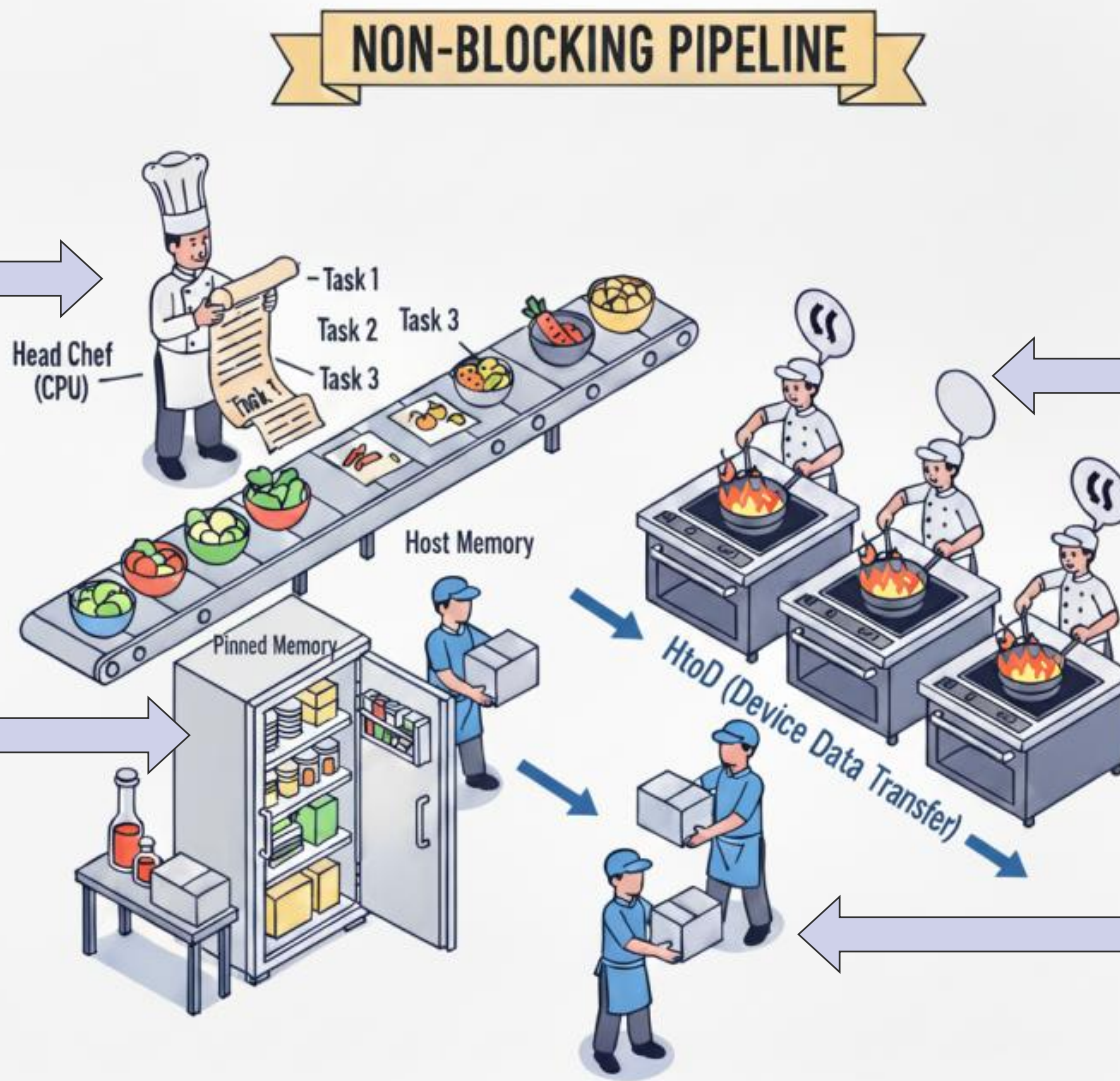 NON-BLOCKING PIPELINE
Head Chef
(CPU)
Task 1
Task 2
Task 3
Task 3
Host Memory
Pinned Memory
HtoD (Device Data Transfer)